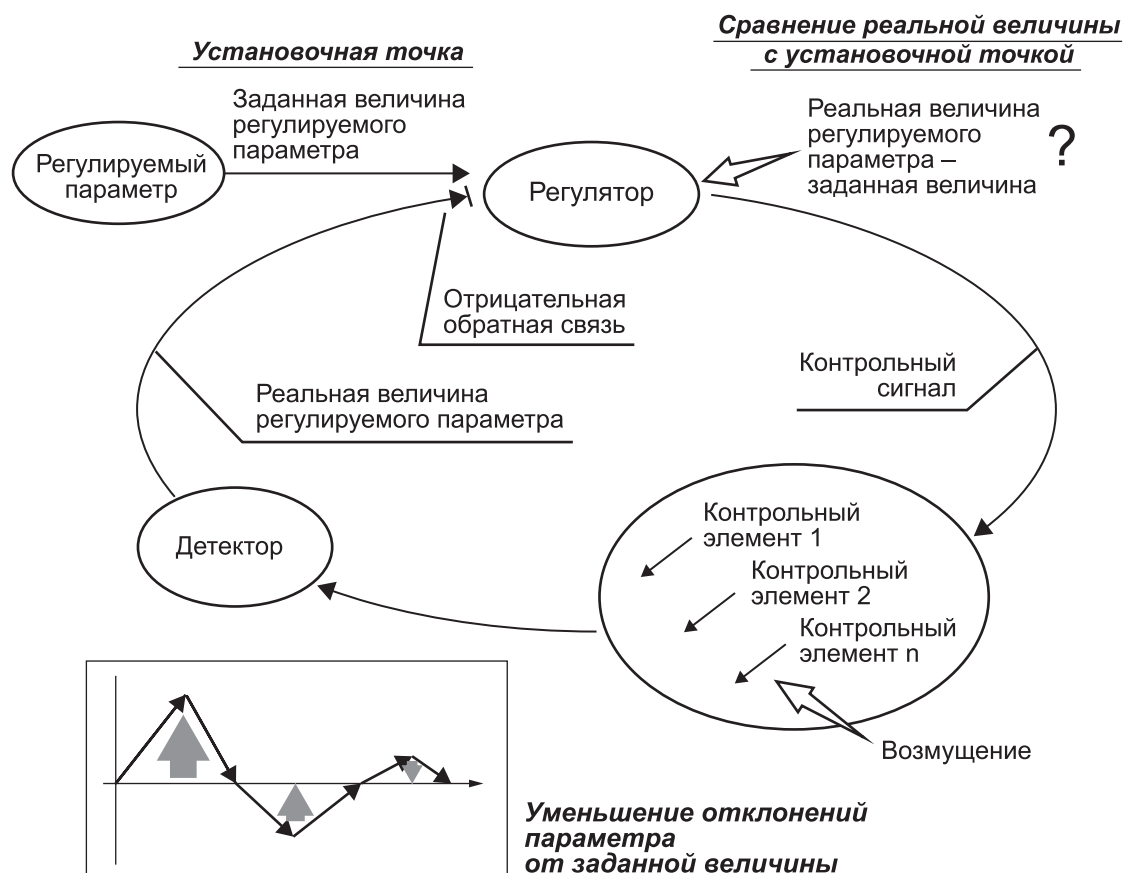 Установочная точка
Сравнение реальной величины
с установочной точкой
Заданная величина
регулируемого
параметра
Регулируемый
параметр
Регулятор
Реальная величина
регулируемого
параметра –
заданная величина
?
Отрицательная
обратная связь
Реальная величина
регулируемого параметра
Контрольный
сигнал
Детектор
Контрольный
элемент 1
Контрольный
элемент 2
Контрольный
элемент n
Возмущение
Уменьшение отклонений
параметра
от заданной величины